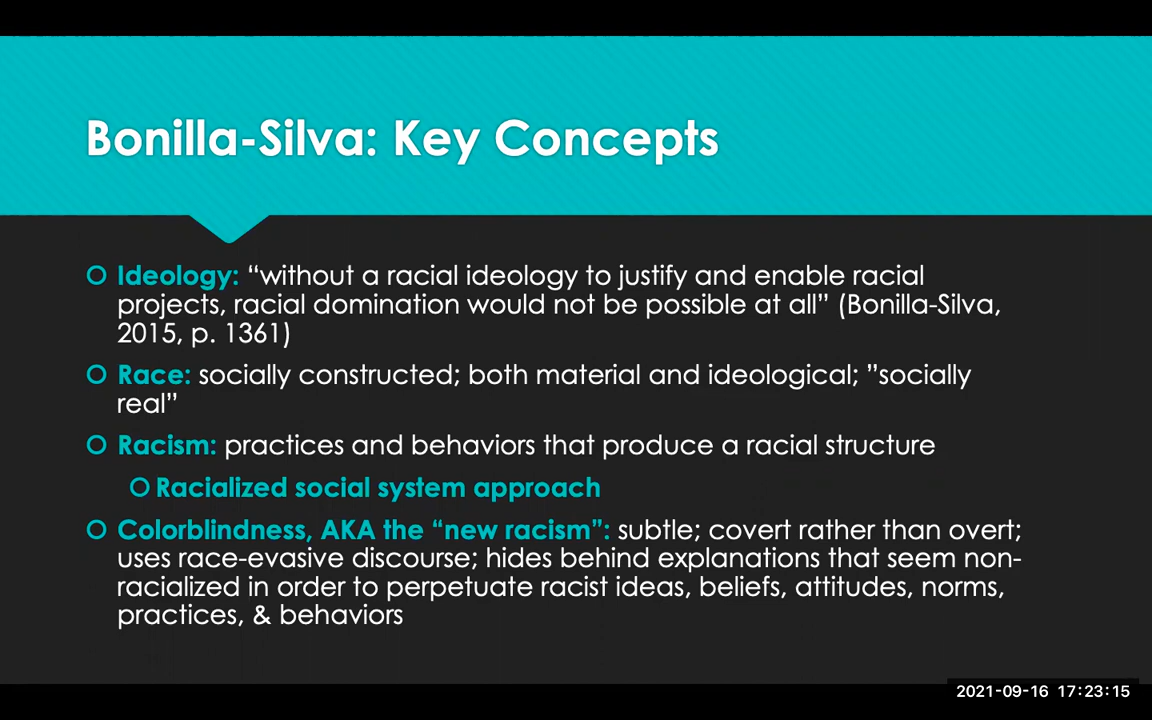 Bonilla-Silva: Key Concepts
Ideology: “without a racial ideology to justify and enable racial
projects, racial domination would not be possible at all” (Bonilla-Silva,
2015, p. 1361)
Race: socially constructed; both material and ideological; ”socially
real”
Racism: practices and behaviors that produce a racial structure
Racialized social system approach
Colorblindness, AKA the “new racism”: subtle; covert rather than overt;
uses race-evasive discourse; hides behind explanations that seem non-
racialized in order to perpetuate racist ideas, beliefs, attitudes, norms,
practices, & behaviors
2021-09-16 17:23:15